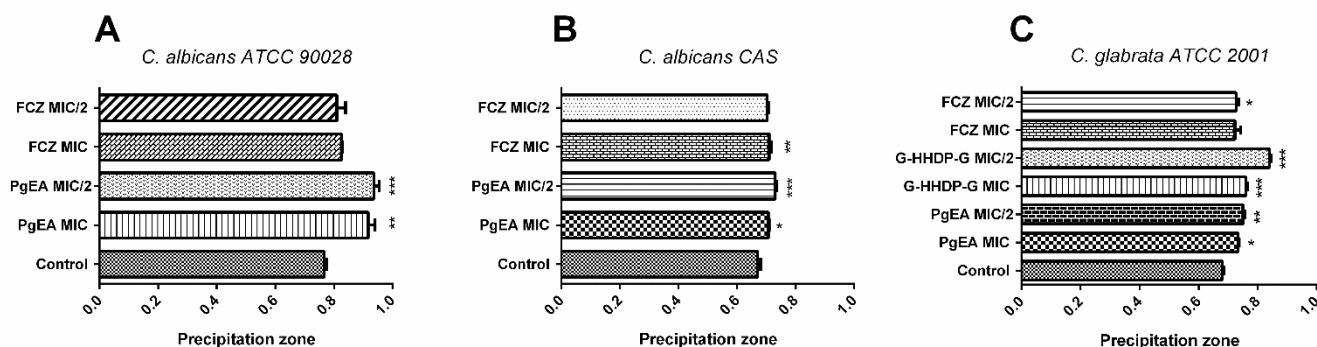 A
C. albicans ATCC 90028
FCZ MIC/2
FCZ MIC
PgEA MIC/2
***
PgEA MIC
**
Control
0.0 0.2 0.4 0.6 0.8 1.0
Precipitation zone
B
C. albicans CAS
FCZ MIC/2
FCZ MIC
**
PgEA MIC/2
***
PgEA MIC
*
Control
0.0 0.2 0.4 0.6 0.8 1.0
Precipitation zone
C
C. glabrata ATCC 2001
FCZ MIC/2
*
FCZ MIC
G-HHDP-G MIC/2
***
G-HHDP-G MIC
***
PgEA MIC/2
**
PgEA MIC
*
Control
0.0 0.2 0.4 0.6 0.8 1.0
Precipitation zone